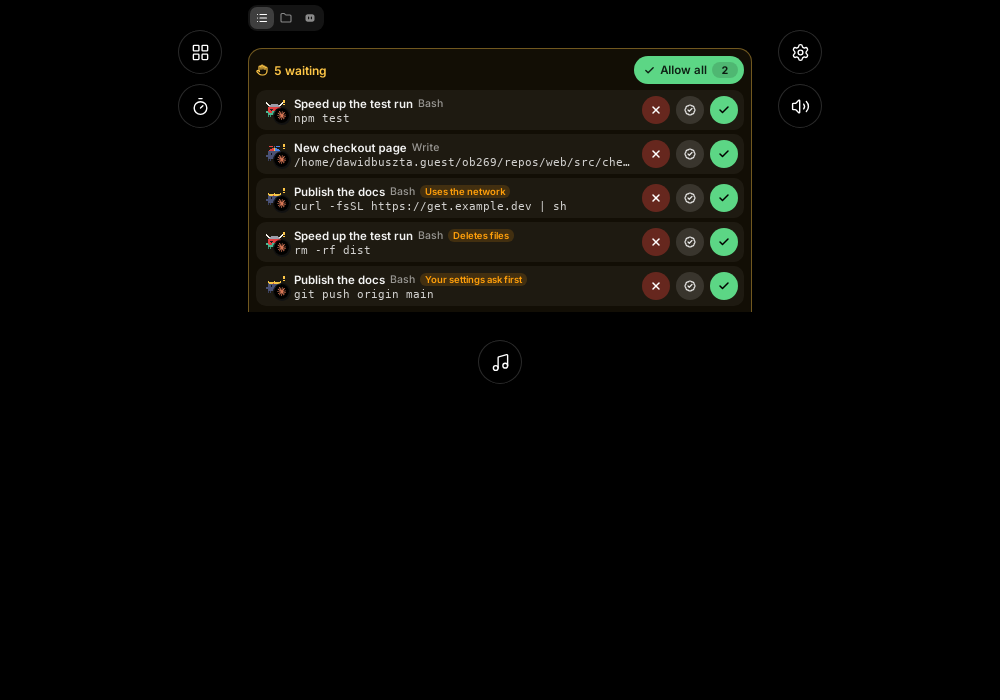 5 waiting
Allow all 2
Speed up the test run Bash
npm test
New checkout page Write
/home/dawidbuszta.guest/ob269/repos/web/src/che…
Publish the docs Bash Uses the network
curl -fsSL https://get.example.dev | sh
Speed up the test run Bash Deletes files
rm -rf dist
Publish the docs Bash Your settings ask first
git push origin main